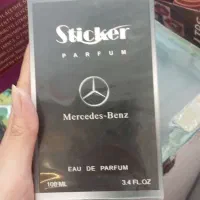 Sticker
PARFUM
Mercedes-Benz
EAU DE PARFUM
100 ML 3.4 FL.OZ